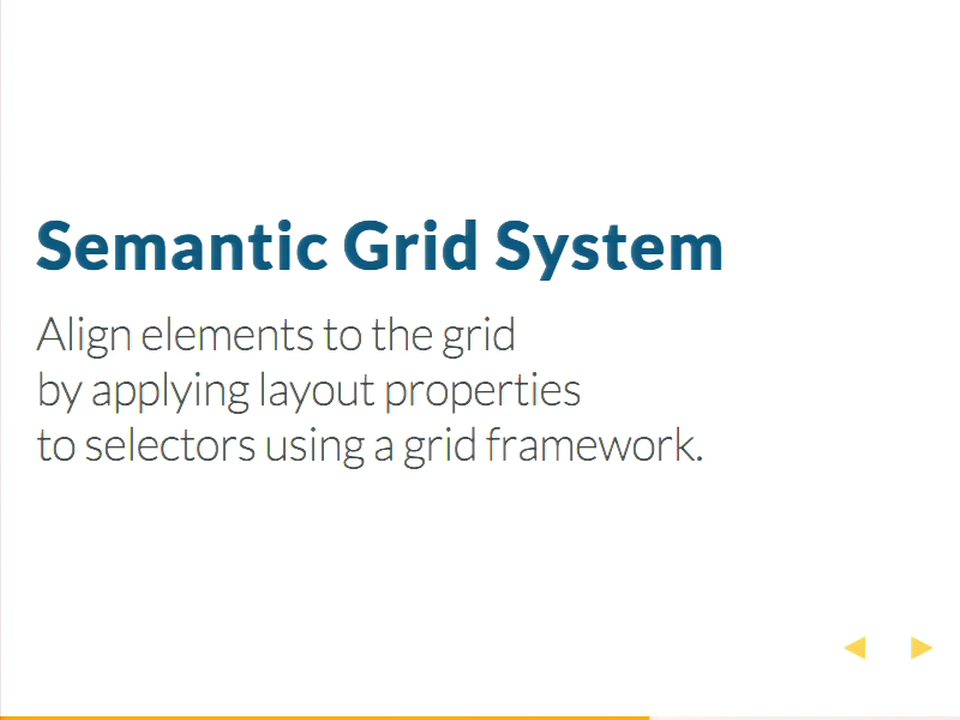 Semantic Grid System
Align elements to the grid
by applying layout properties
to selectors using a grid framework.